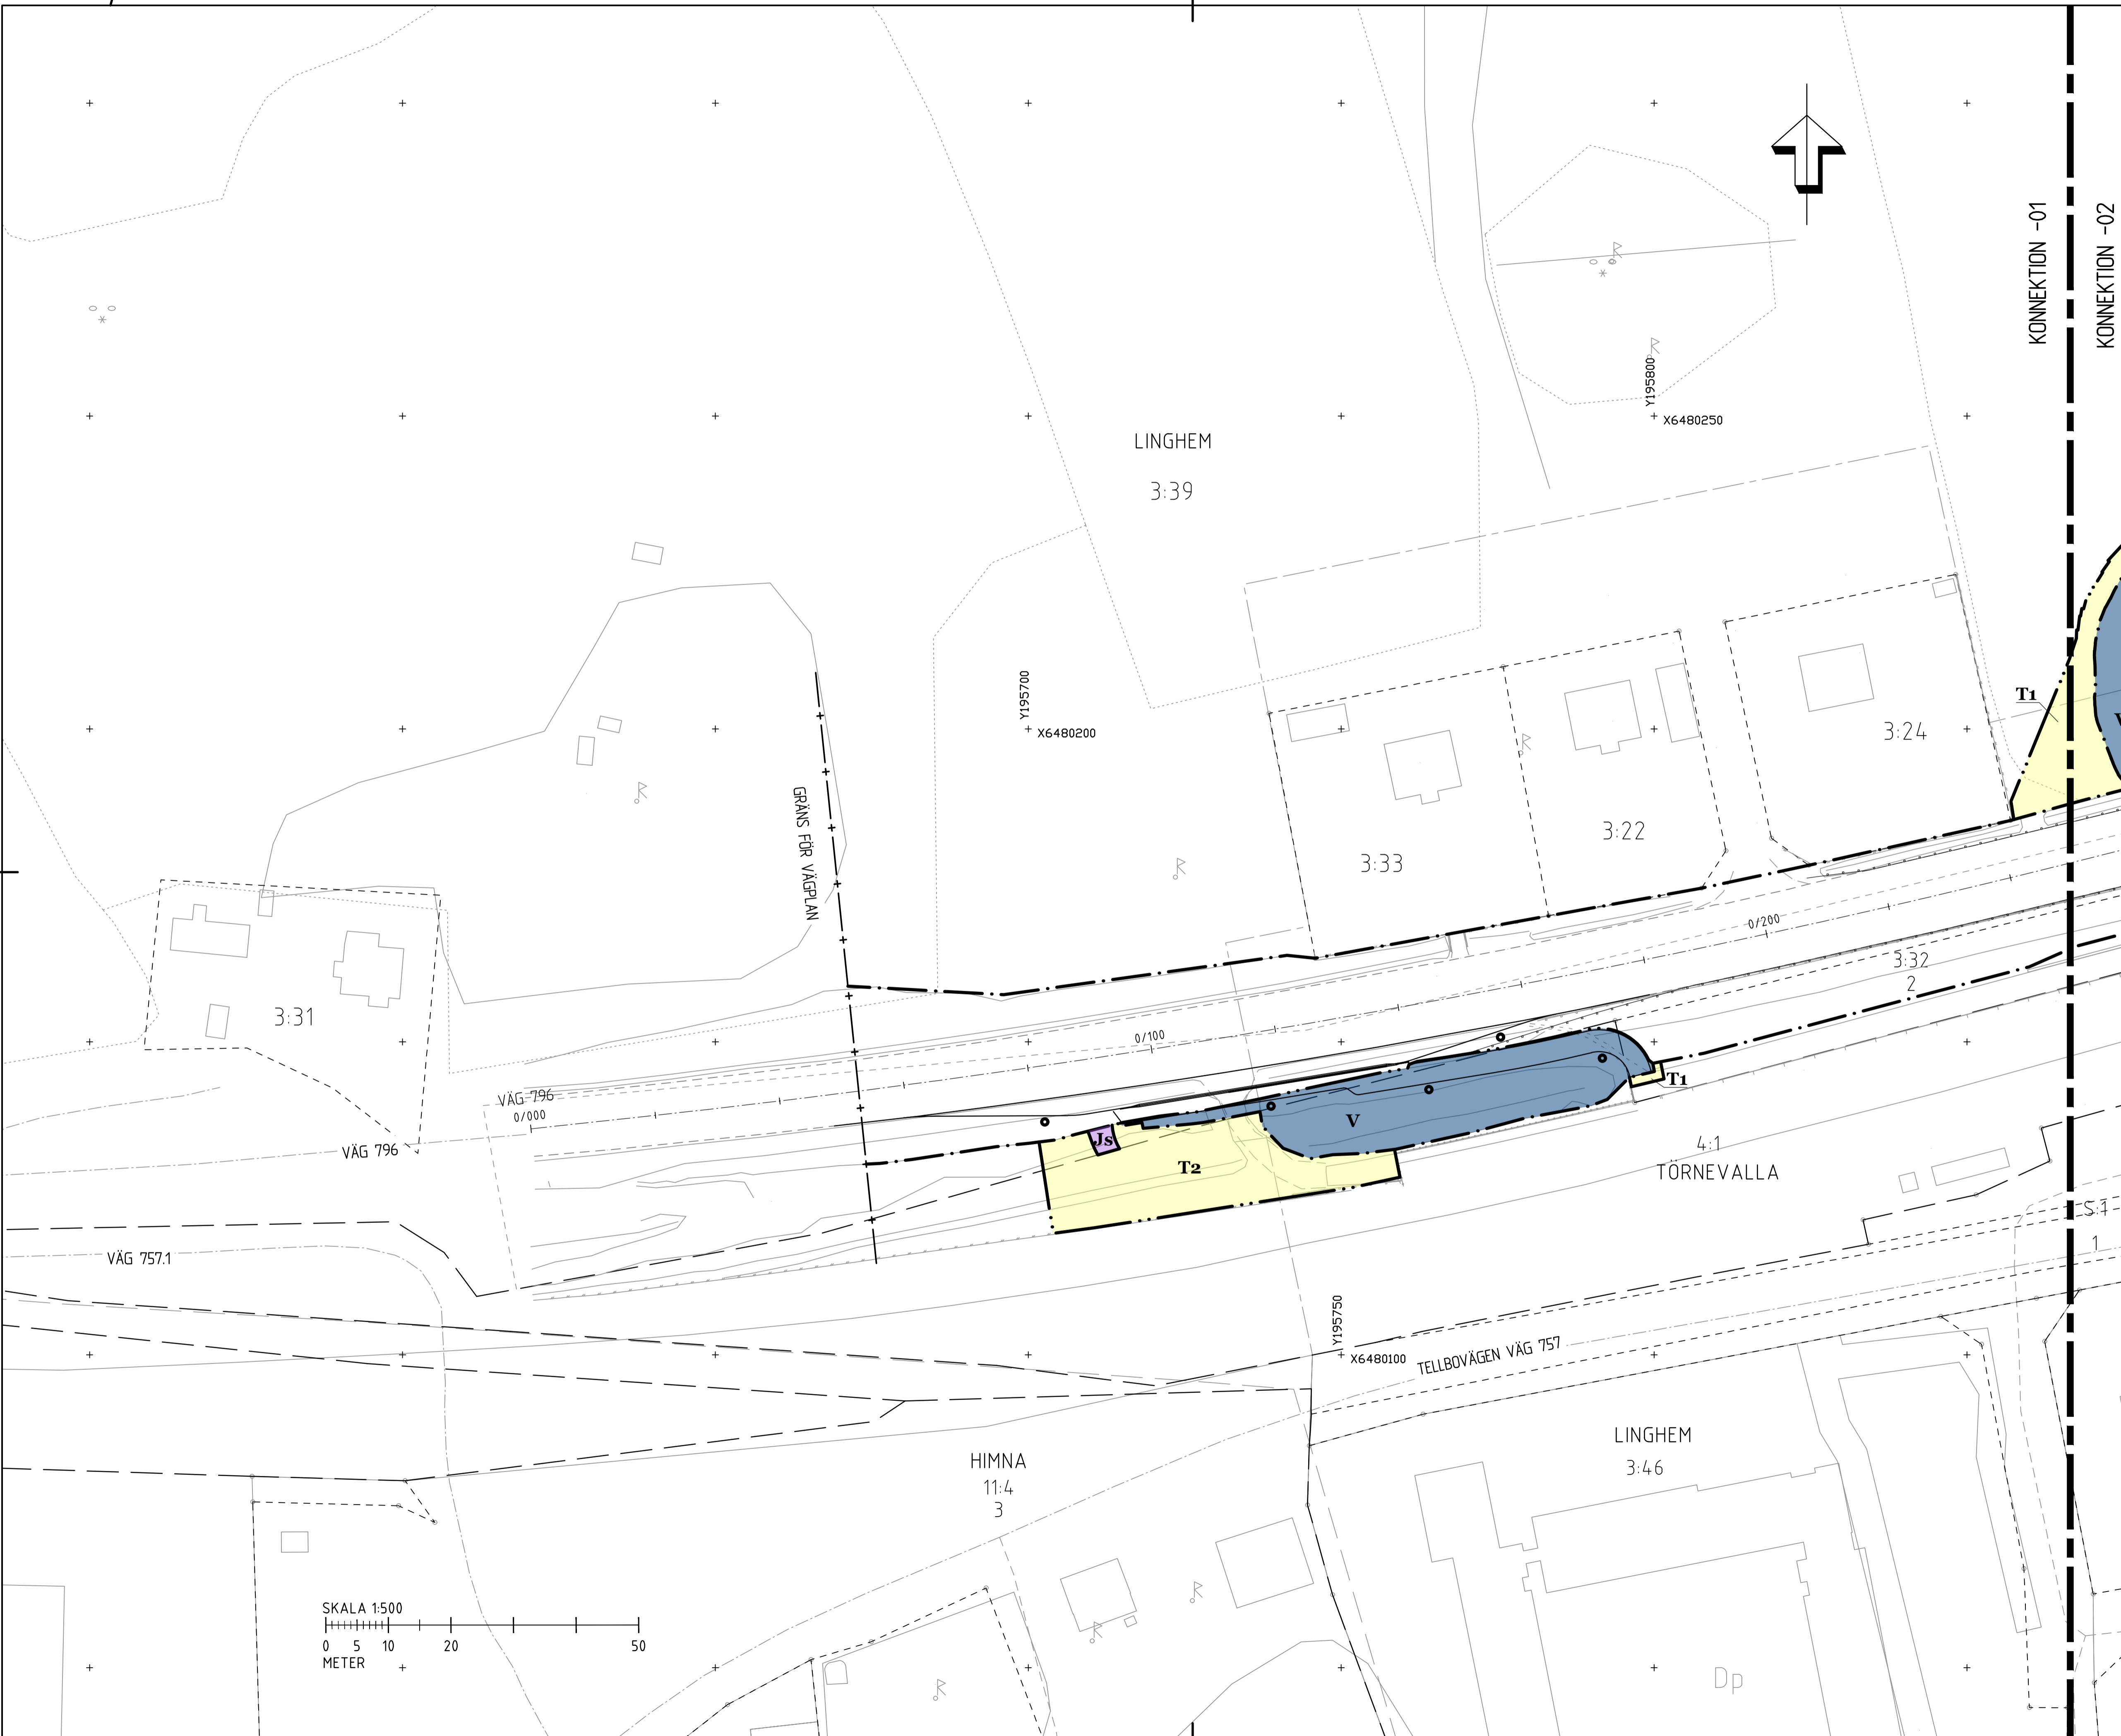 KONNEKTION -01
KONNEKTION -02
Y195800
X6480250
LINGHEM
3:39
Y195700
X6480200
T1
V
3:24
GRÄNS FÖR VÄGPLAN
3:22
3:33
0/200
3:32
2
3:31
0/100
VÄG 796
0/000
T1
V
Js
VÄG 796
T2
4:1
TÖRNEVALLA
S:1
1
VÄG 757.1
Y195750
X6480100
TELLBOVÄGEN VÄG 757
LINGHEM
3:46
HIMNA
11:4
3
SKALA 1:500
0 5 10 20 50
METER
Dp